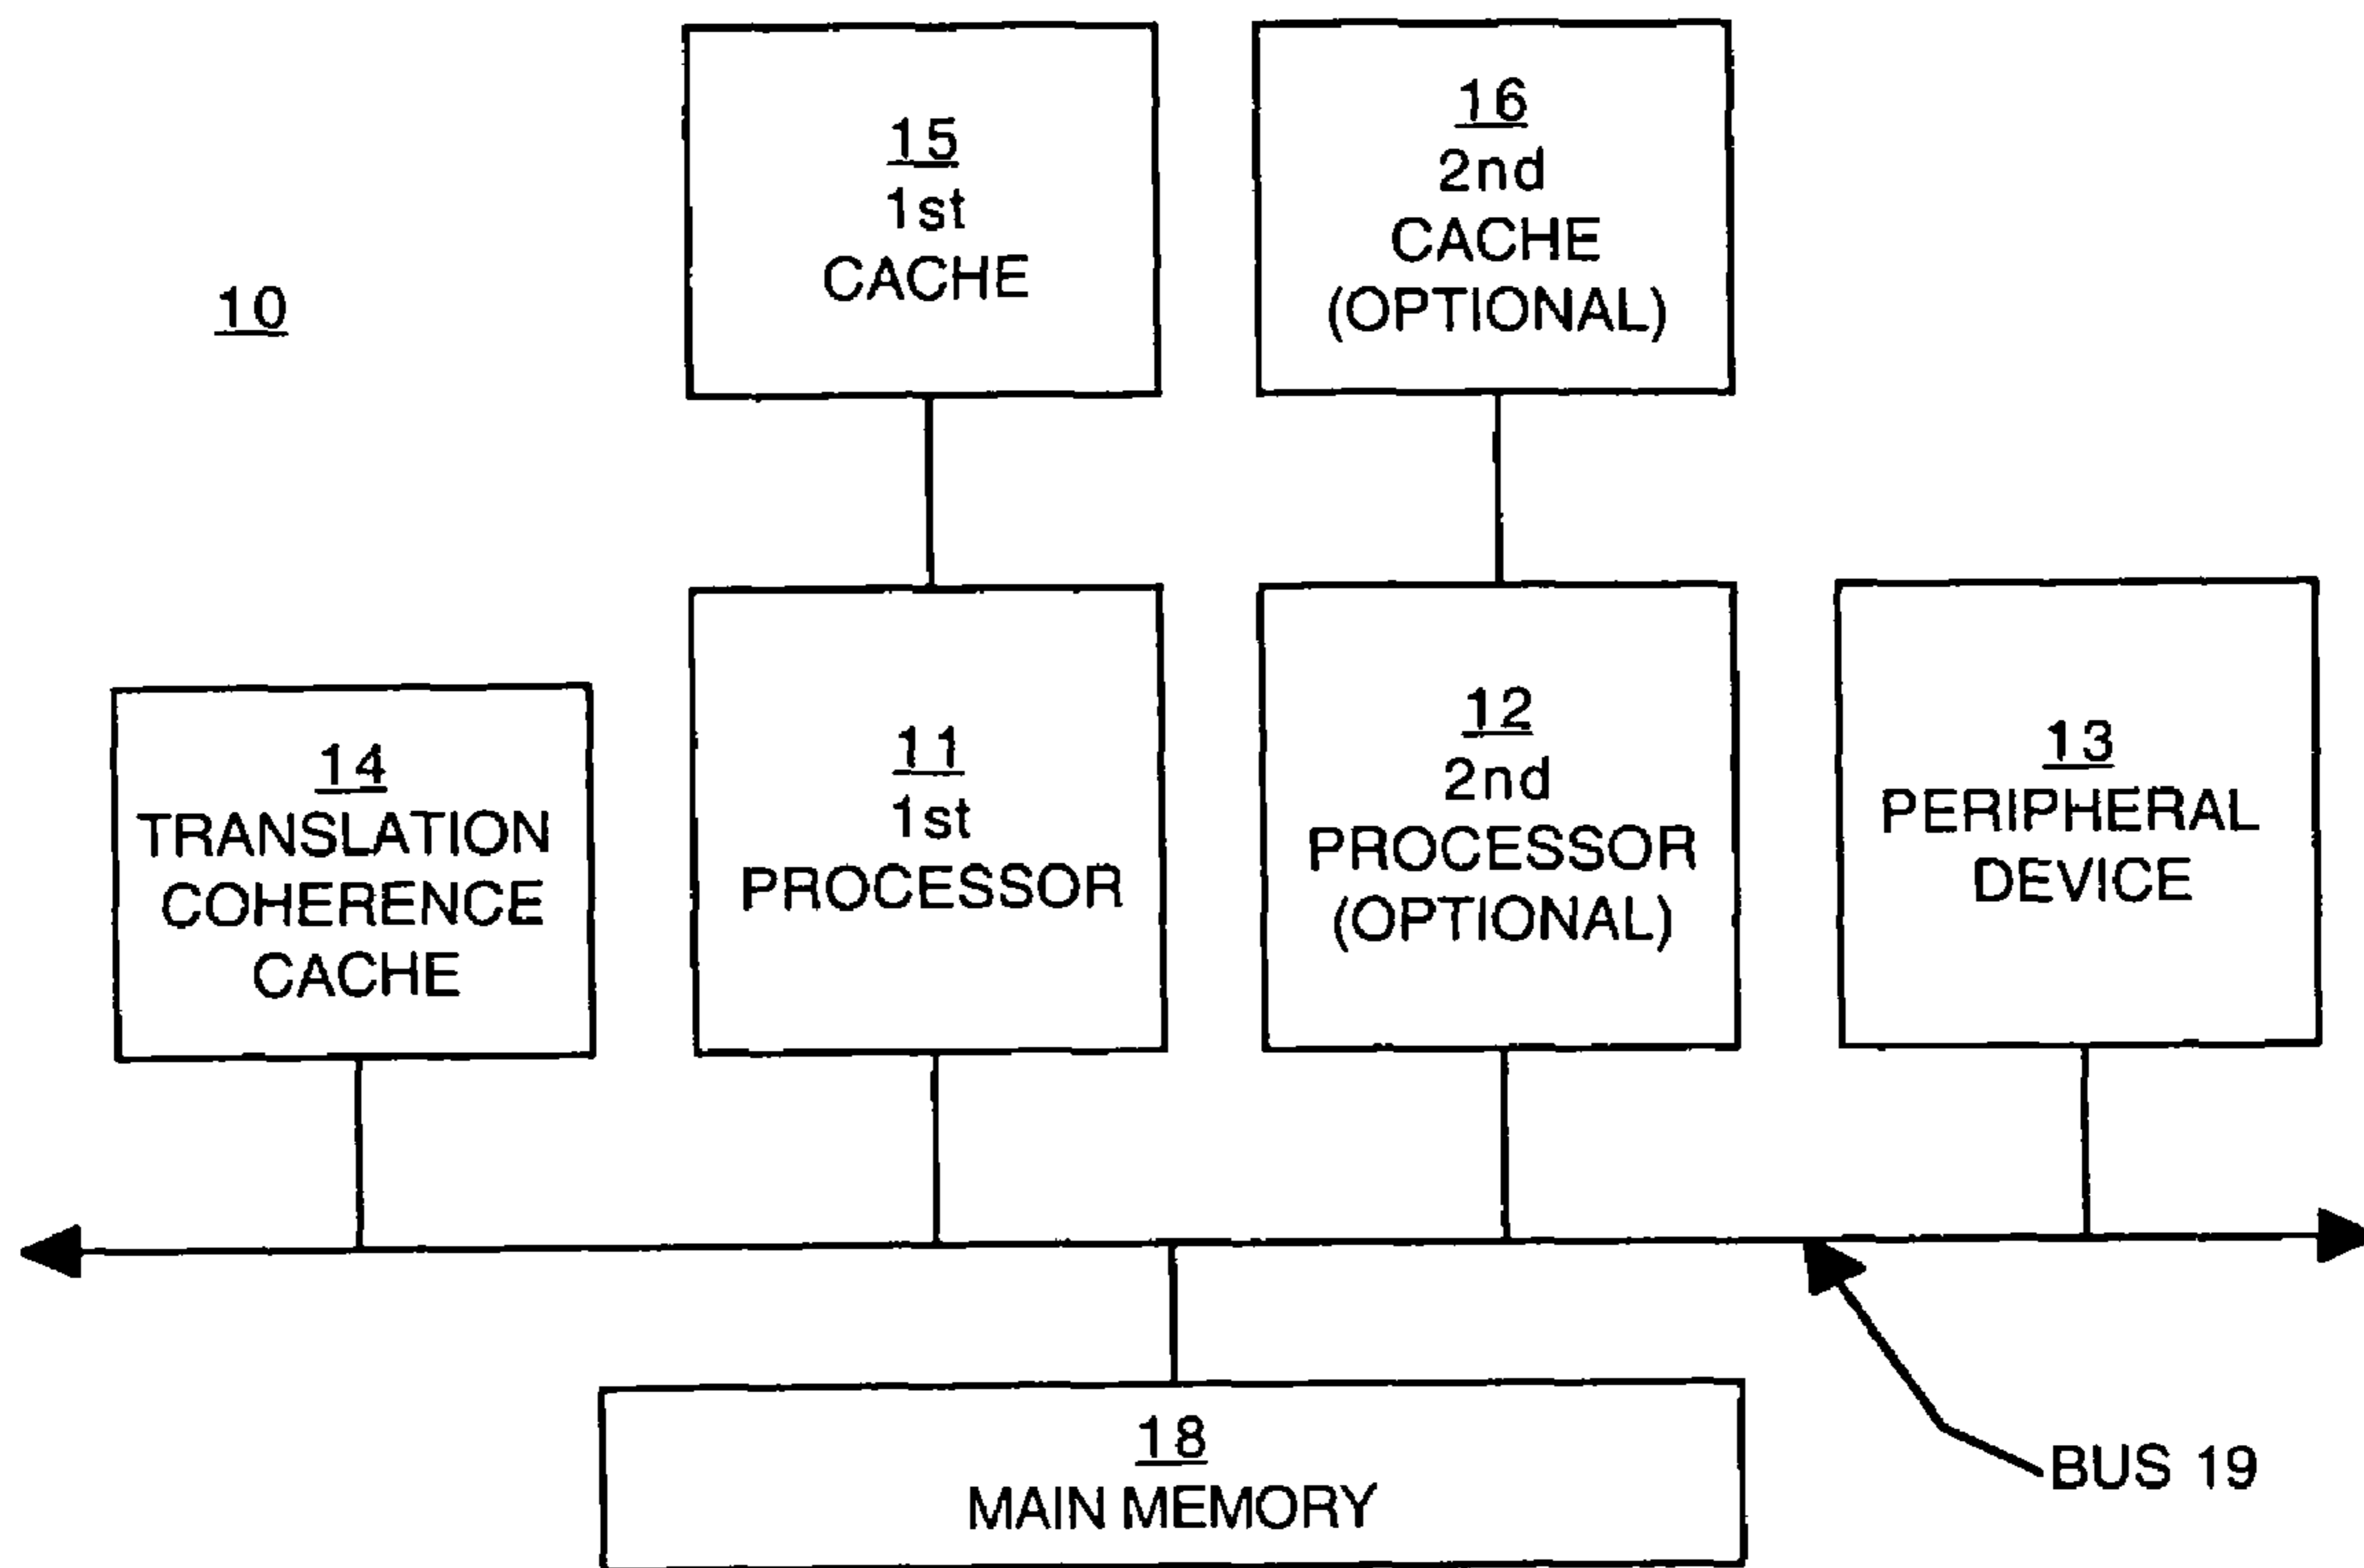 10
15
1st
CACHE
16
2nd
CACHE
(OPTIONAL)
14
TRANSLATION
COHERENCE
CACHE
11
1st
PROCESSOR
12
2nd
PROCESSOR
(OPTIONAL)
13
PERIPHERAL
DEVICE
18
MAIN MEMORY
BUS 19